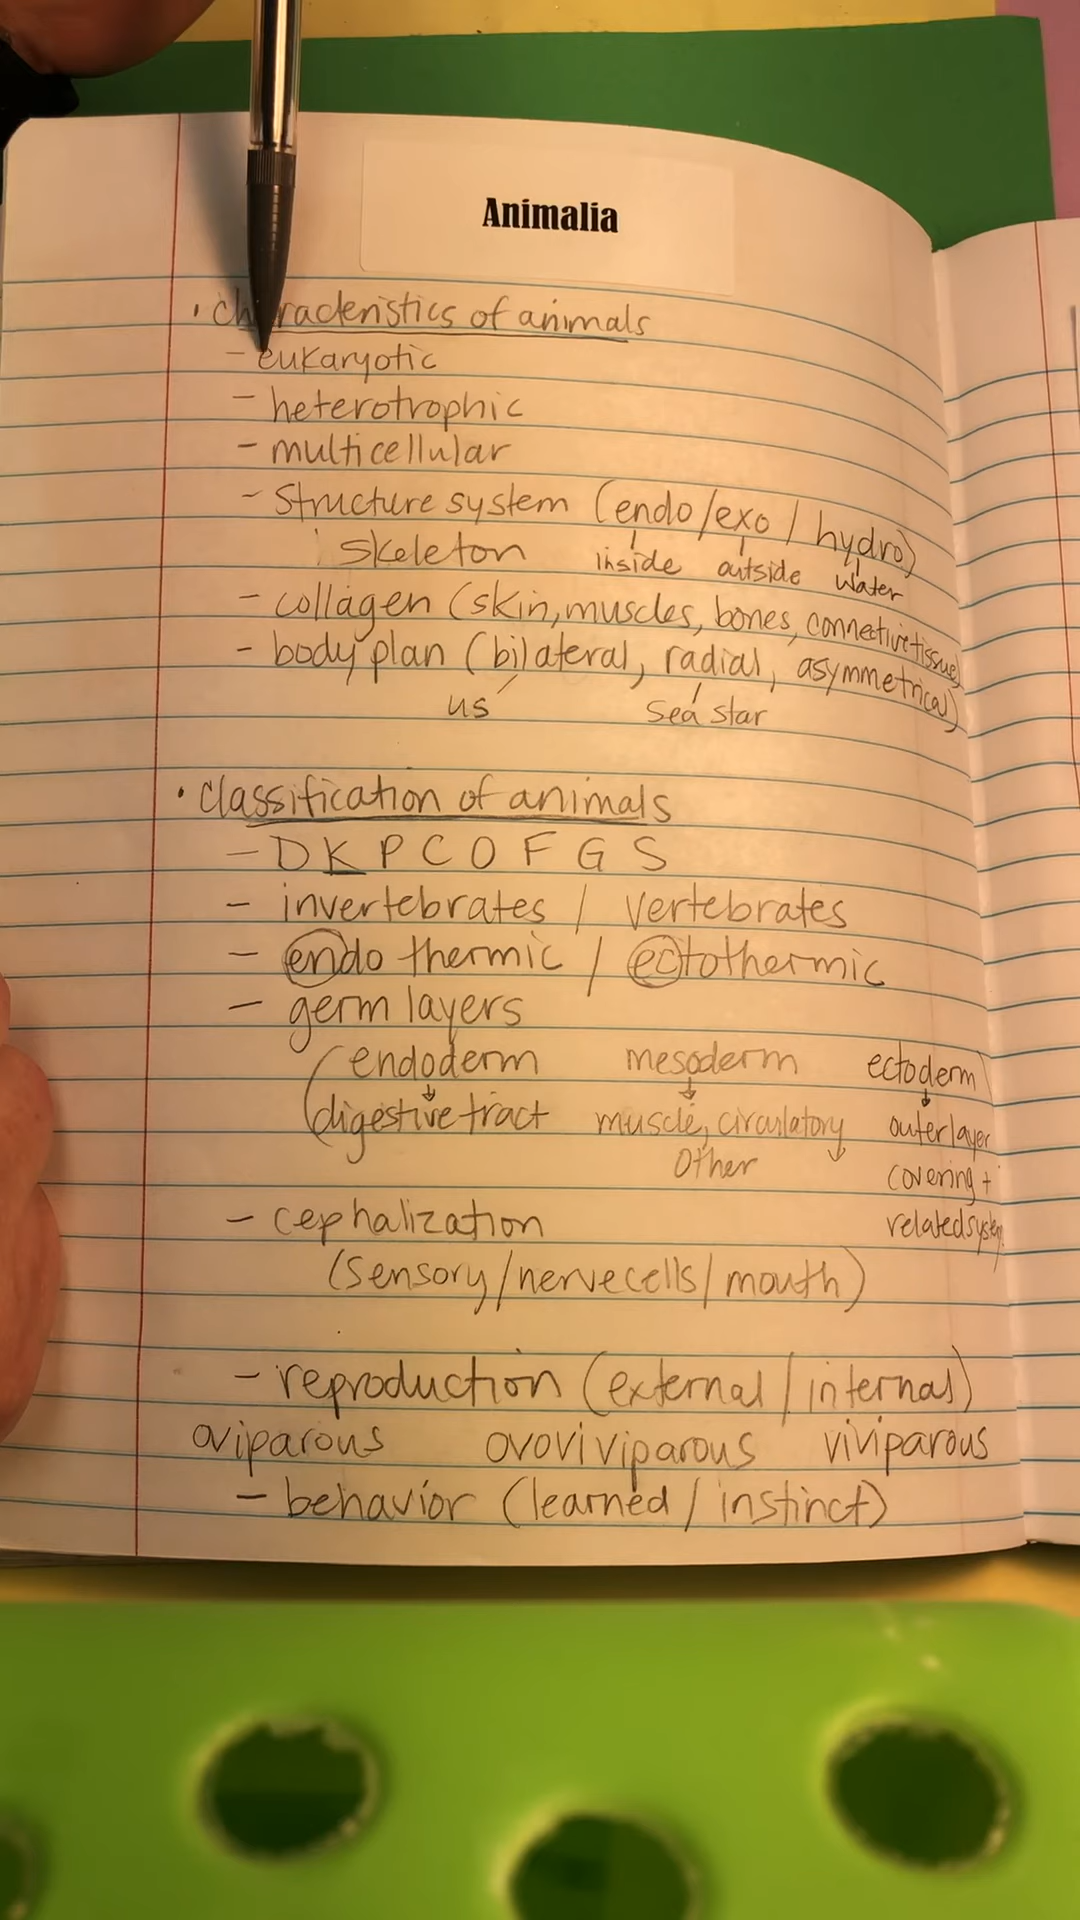 Animalia
• characteristics of animals
- eukaryotic
- heterotrophic
- multicellular
- structure system (endo/exo/hydro)
skeleton inside outside water
- collagen (skin, muscles, bones, connective tissue)
- body plan (bilateral, radial, asymmetrical)
us sea star
• classification of animals
- D K P C O F G S
- invertebrates / vertebrates
- endothermic / ectothermic
- germ layers
(endoderm mesoderm ectoderm
digestive tract muscle, circulatory outer layer
other covering +
- cephalization related system
(sensory/nerve cells/mouth)
- reproduction (external/internal)
oviparous ovoviviparous viviparous
- behavior (learned/instinct)